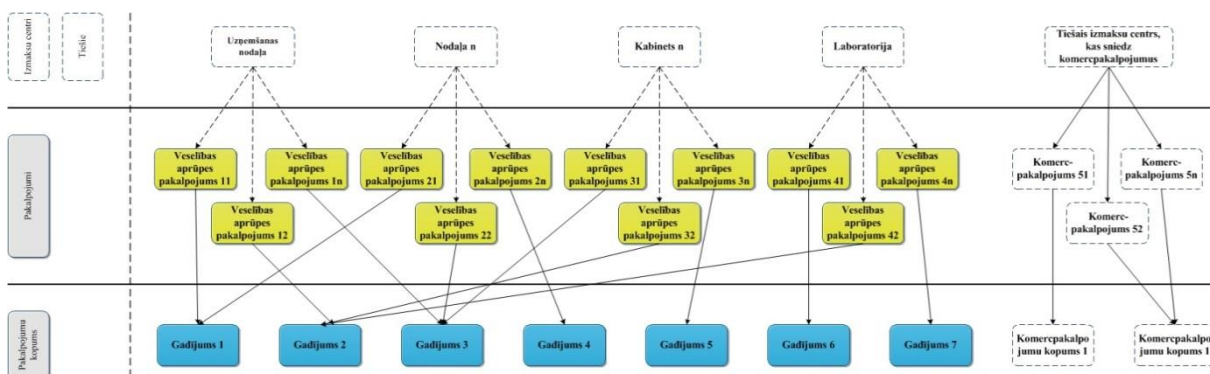 Izmaksu centri
Tiešie
Uzņemšanas
nodaļa
Nodaļa n
Kabinets n
Laboratorija
Tiešais izmaksu centrs,
kas sniedz
komercpakalpojumus
Pakalpojumi
Veselības
aprūpes
pakalpojums 11
Veselības
aprūpes
pakalpojums 1n
Veselības
aprūpes
pakalpojums 21
Veselības
aprūpes
pakalpojums 2n
Veselības
aprūpes
pakalpojums 31
Veselības
aprūpes
pakalpojums 3n
Veselības
aprūpes
pakalpojums 41
Veselības
aprūpes
pakalpojums 4n
Komerc-
pakalpojums 51
Komerc-
pakalpojums 5n
Veselības
aprūpes
pakalpojums 12
Veselības
aprūpes
pakalpojums 22
Veselības
aprūpes
pakalpojums 32
Veselības
aprūpes
pakalpojums 42
Komerc-
pakalpojums 52
Pakalpojumu
kopums
Gadījums 1
Gadījums 2
Gadījums 3
Gadījums 4
Gadījums 5
Gadījums 6
Gadījums 7
Komercpakalpo
jumu kopums 1
Komercpakalpo
jumu kopums 1